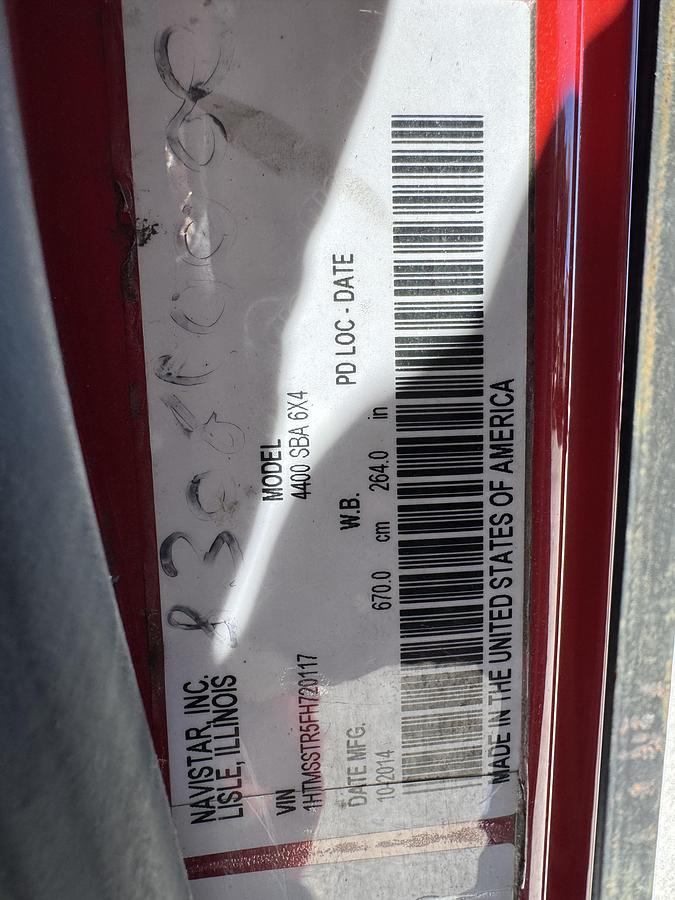 NAVISTAR, INC.
LISLE, ILLINOIS
VIN
1HTMSSTR5FH720117
MODEL
4400 SBA 6X4
DATE MFG.
10-2014
W.B.
670.0 cm 264.0 in
PD LOC - DATE
MADE IN THE UNITED STATES OF AMERICA